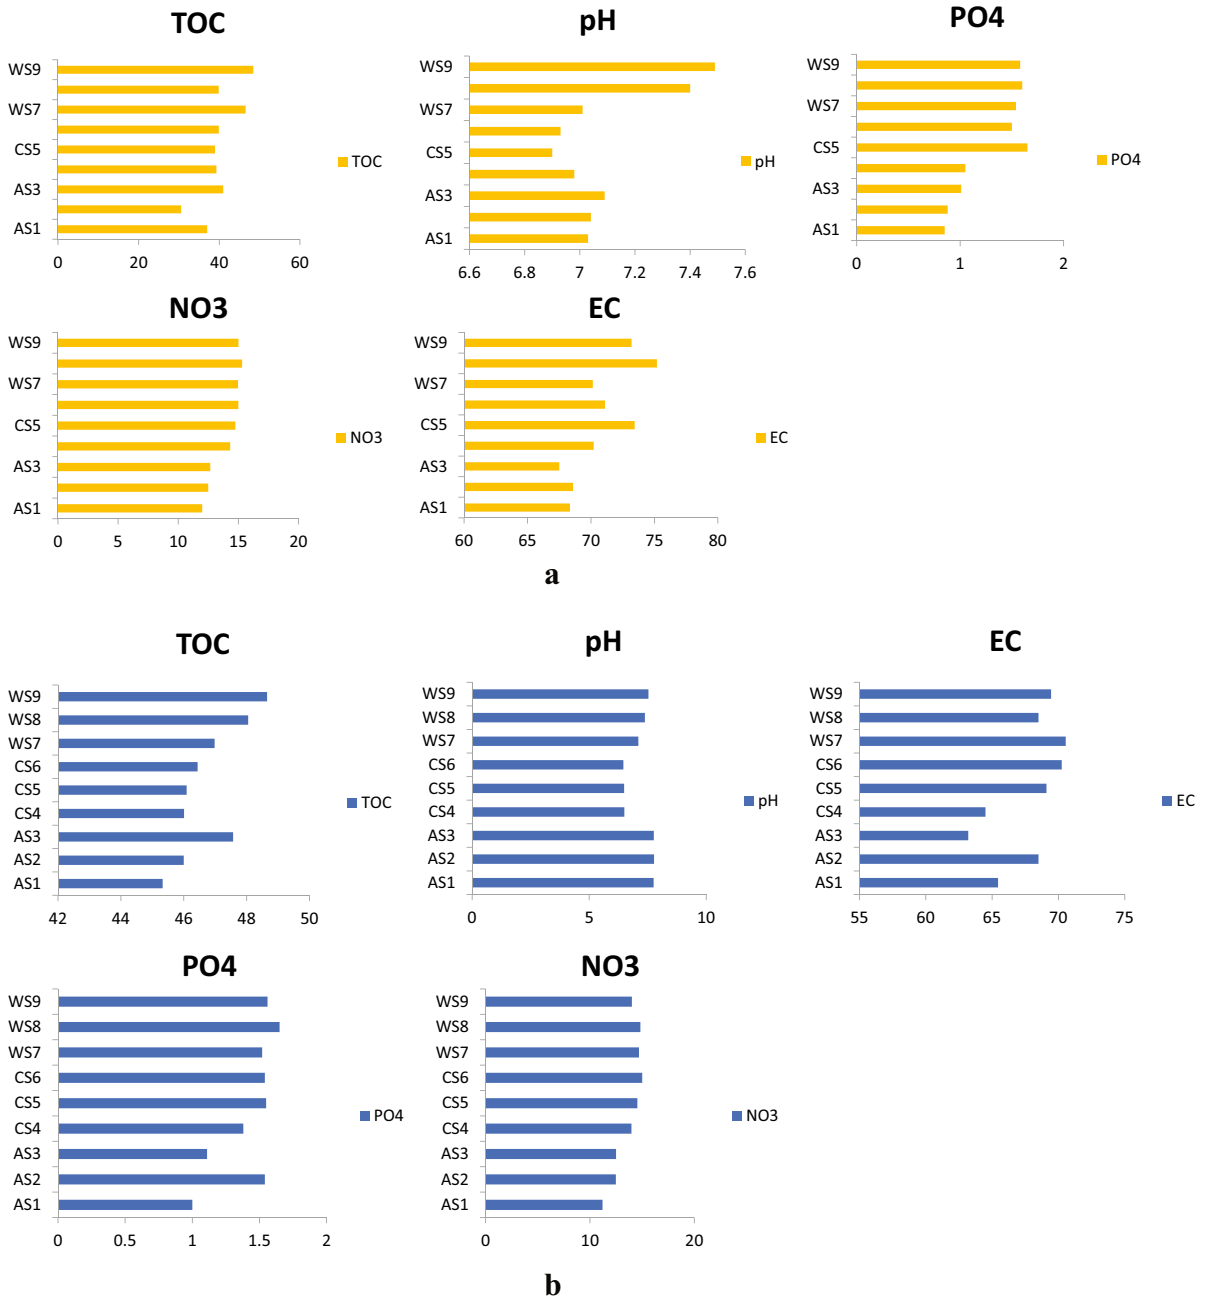 TOC
WS9
WS7
CS5
AS3
AS1
0 20 40 60
TOC
pH
WS9
WS7
CS5
AS3
AS1
6.6 6.8 7 7.2 7.4 7.6
pH
PO4
WS9
WS7
CS5
AS3
AS1
0 1 2
PO4
NO3
WS9
WS7
CS5
AS3
AS1
0 5 10 15 20
NO3
EC
WS9
WS7
CS5
AS3
AS1
60 65 70 75 80
EC
a
TOC
WS9
WS8
WS7
CS6
CS5
CS4
AS3
AS2
AS1
42 44 46 48 50
TOC
pH
WS9
WS8
WS7
CS6
CS5
CS4
AS3
AS2
AS1
0 5 10
pH
EC
WS9
WS8
WS7
CS6
CS5
CS4
AS3
AS2
AS1
55 60 65 70 75
EC
PO4
WS9
WS8
WS7
CS6
CS5
CS4
AS3
AS2
AS1
0 0.5 1 1.5 2
PO4
NO3
WS9
WS8
WS7
CS6
CS5
CS4
AS3
AS2
AS1
0 10 20
NO3
b